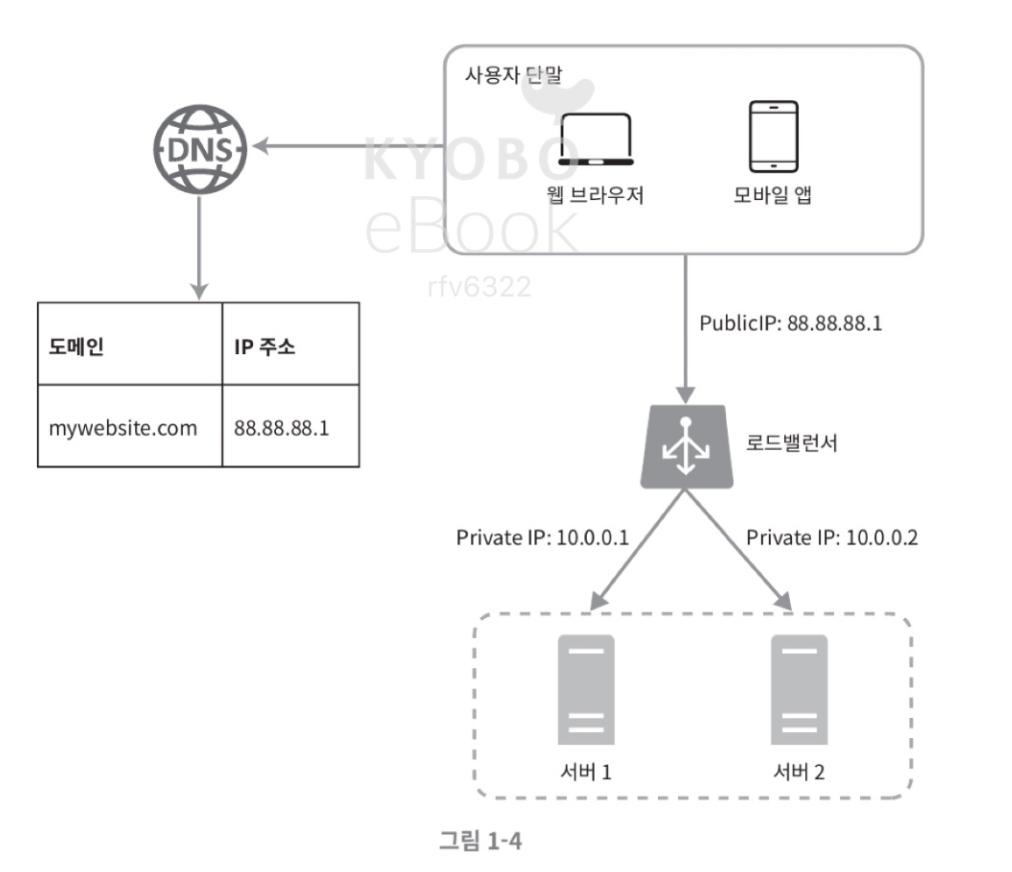 사용자 단말
DNS
KYOBO
웹 브라우저
모바일 앱
eBook
rfv6322
PublicIP: 88.88.88.1
도메인
IP 주소
mywebsite.com
88.88.88.1
로드밸런서
Private IP: 10.0.0.1
Private IP: 10.0.0.2
서버 1
서버 2
그림 1-4